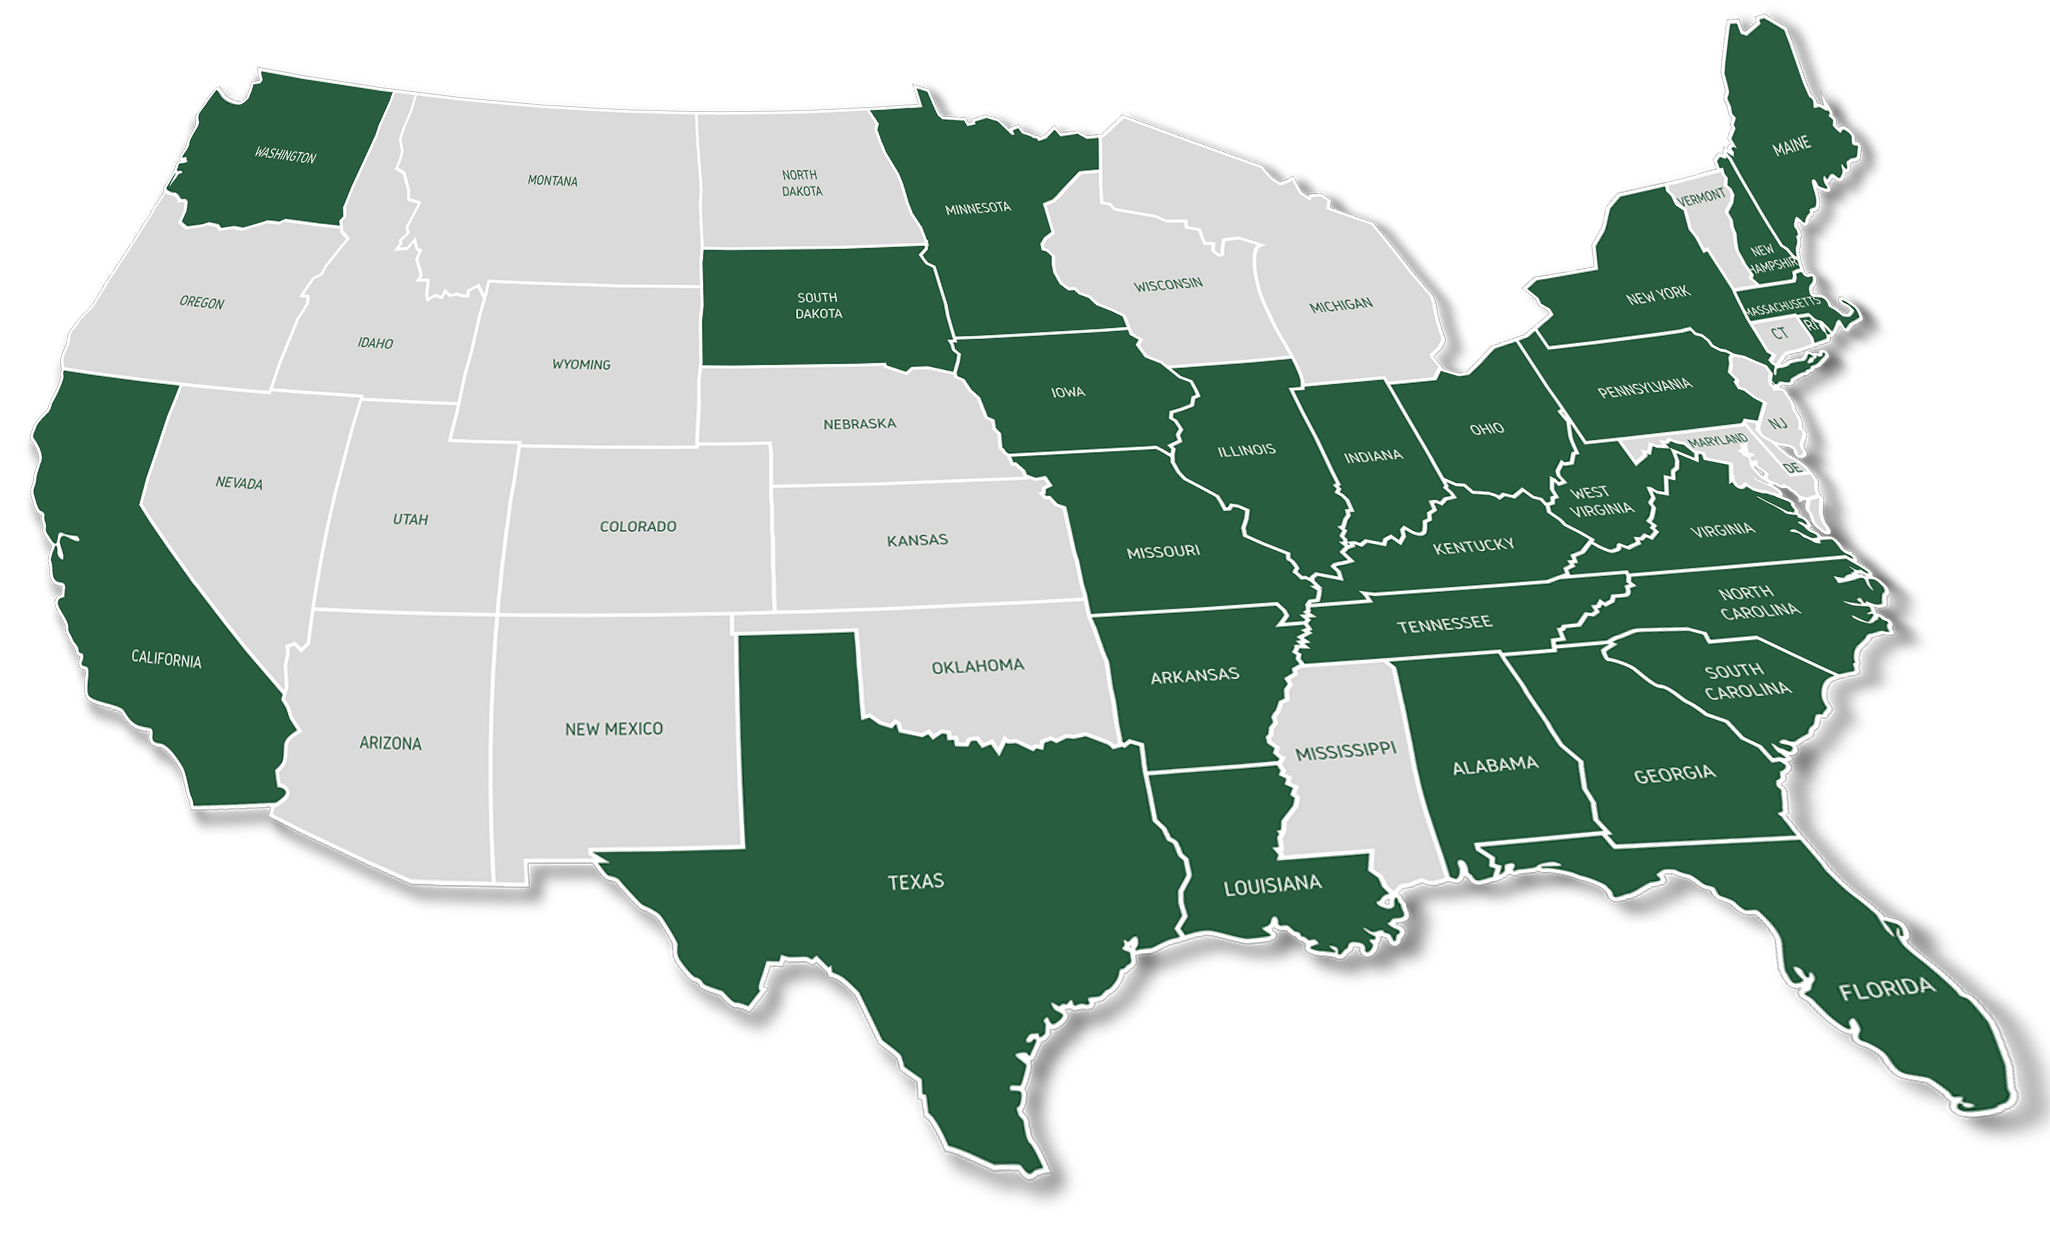 MAINE
WASHINGTON
MONTANA
NORTH
DAKOTA
MINNESOTA
VERMONT
NEW
HAMPSHIRE
OREGON
SOUTH
DAKOTA
WISCONSIN
MICHIGAN
NEW YORK
MASSACHUSETTS
CT
RI
IDAHO
WYOMING
IOWA
PENNSYLVANIA
NEBRASKA
NJ
OHIO
MARYLAND
ILLINOIS
INDIANA
DE
NEVADA
UTAH
COLORADO
KANSAS
MISSOURI
WEST
VIRGINIA
KENTUCKY
VIRGINIA
NORTH
CAROLINA
TENNESSEE
CALIFORNIA
OKLAHOMA
ARKANSAS
SOUTH
CAROLINA
ARIZONA
NEW MEXICO
MISSISSIPPI
ALABAMA
GEORGIA
TEXAS
LOUISIANA
FLORIDA